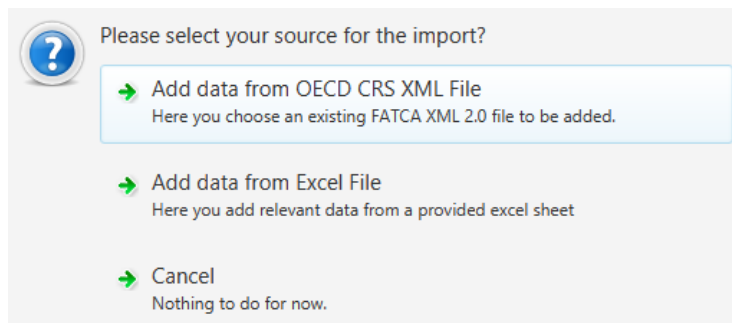 Please select your source for the import?
Add data from OECD CRS XML File
Here you choose an existing FATCA XML 2.0 file to be added.
Add data from Excel File
Here you add relevant data from a provided excel sheet
Cancel
Nothing to do for now.